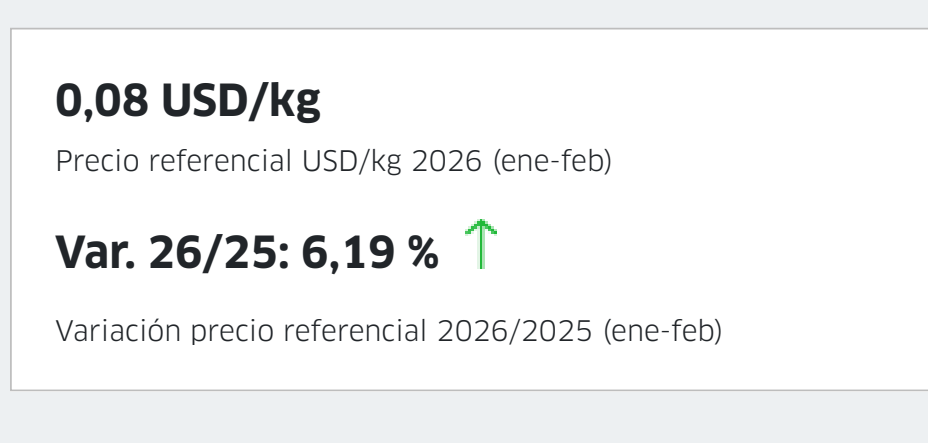 0,08 USD/kg
Precio referencial USD/kg 2026 (ene-feb)
Var. 26/25: 6,19 % ↑
Variación precio referencial 2026/2025 (ene-feb)